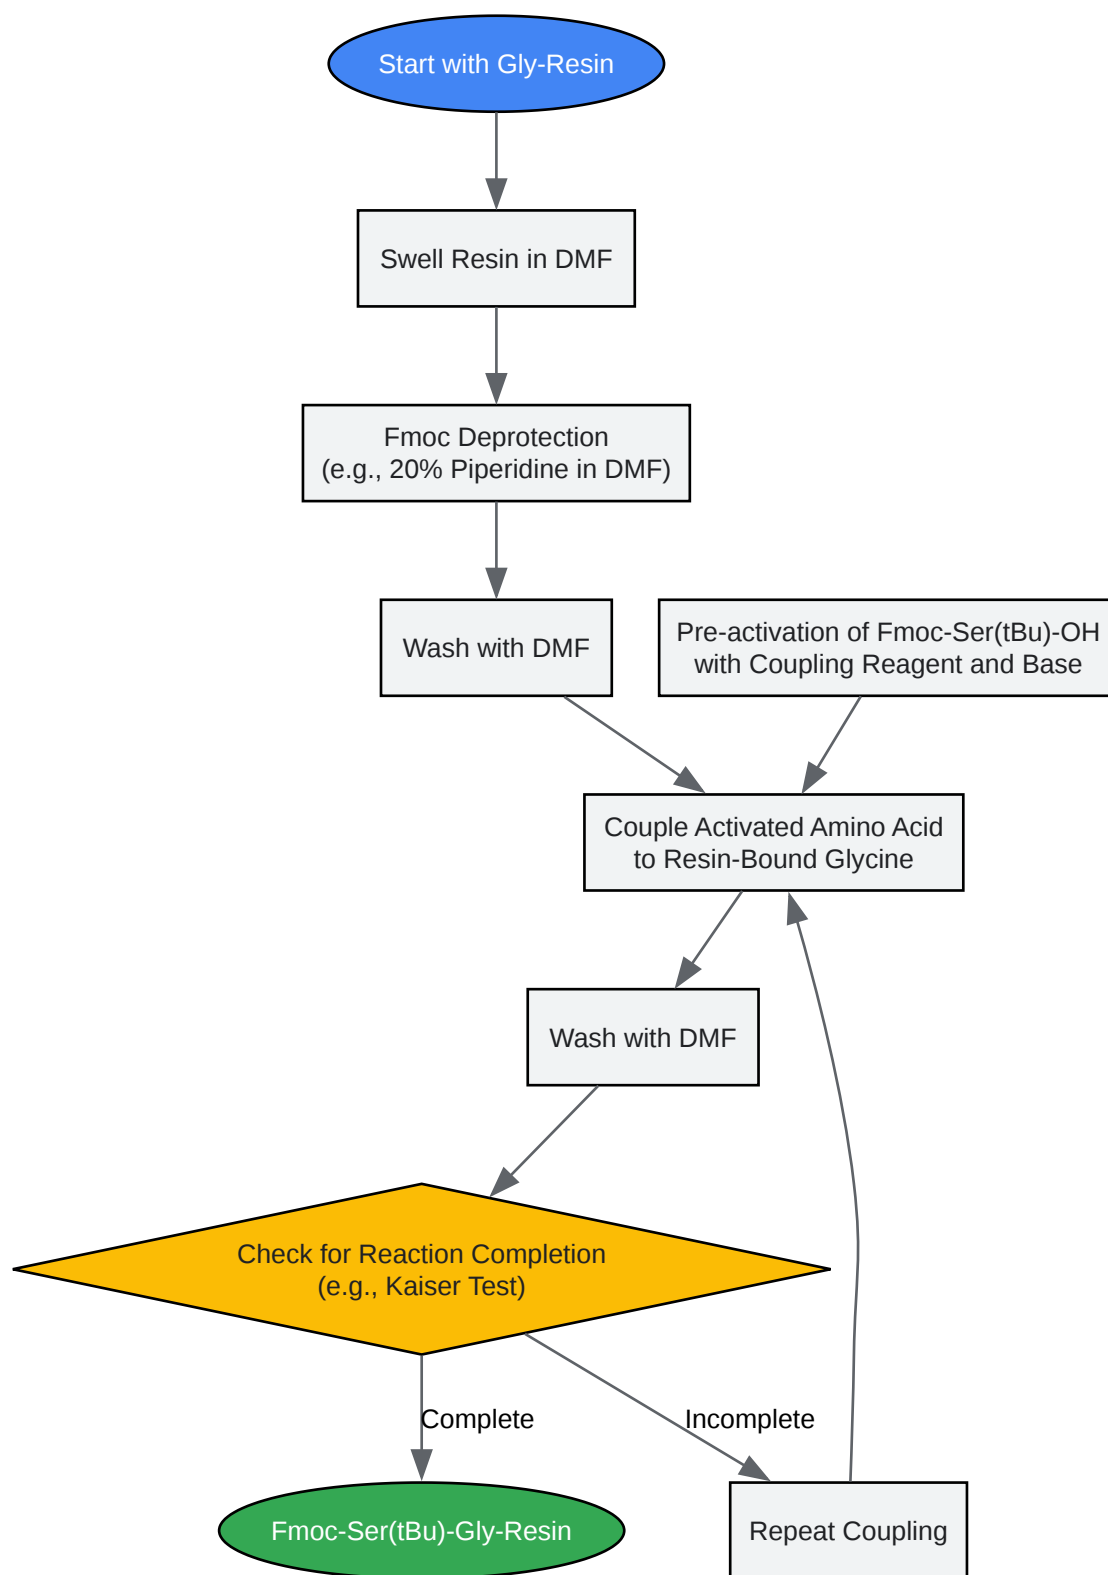 Start with Gly-Resin
Swell Resin in DMF
Fmoc Deprotection
(e.g., 20% Piperidine in DMF)
Wash with DMF
Pre-activation of Fmoc-Ser(tBu)-OH
with Coupling Reagent and Base
Couple Activated Amino Acid
to Resin-Bound Glycine
Wash with DMF
Check for Reaction Completion
(e.g., Kaiser Test)
Complete
Incomplete
Fmoc-Ser(tBu)-Gly-Resin
Repeat Coupling